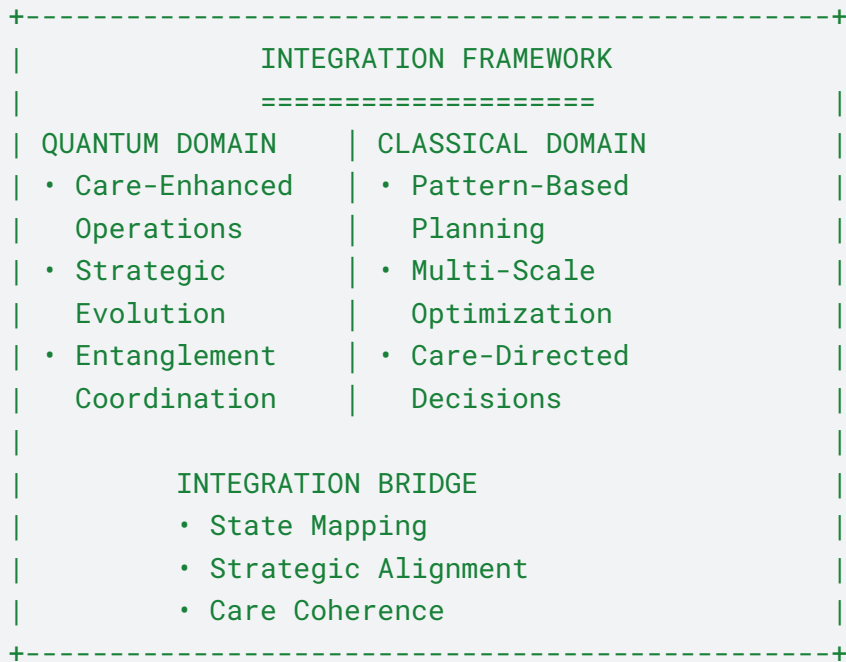 +------------------------------------------------+
|              INTEGRATION FRAMEWORK
|              ====================              |
| QUANTUM DOMAIN    | CLASSICAL DOMAIN           |
| • Care-Enhanced   | • Pattern-Based            |
|   Operations      |   Planning                 |
| • Strategic       | • Multi-Scale              |
|   Evolution       |   Optimization             |
| • Entanglement    | • Care-Directed            |
|   Coordination    |   Decisions                |
|                                                |
|         INTEGRATION BRIDGE                     |
|         • State Mapping                        |
|         • Strategic Alignment                  |
|         • Care Coherence                       |
+------------------------------------------------+